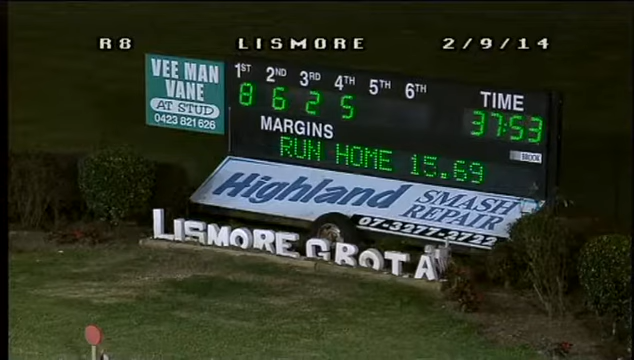 R8 LISMORE 2/9/14
VEE MAN
VANE
AT STUD
0423 821 626
1ST 2ND 3RD 4TH 5TH 6TH
8 6 2 5
TIME
37:53
MARGINS
RUN HOME 15.69
Highland
SMASH
REPAIR
07-3277-2722
LISMORE GROTA